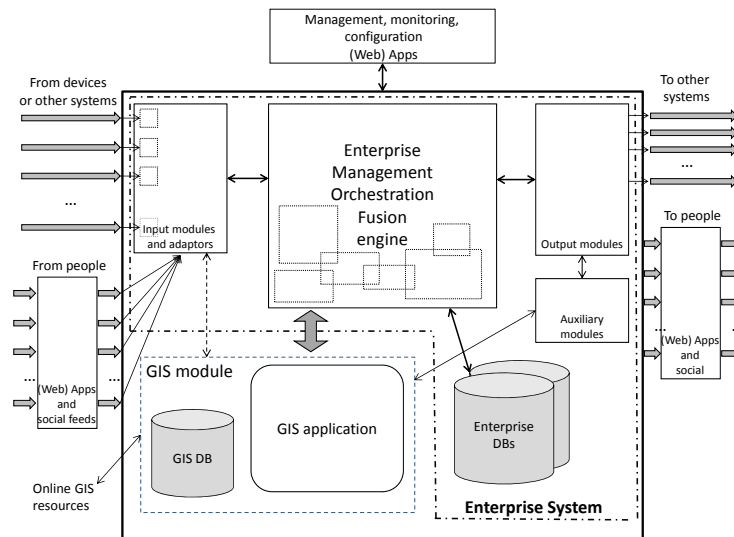 Management, monitoring,
configuration
(Web) Apps
From devices
or other systems
To other
systems
Enterprise
Management
Orchestration
Fusion
engine
...
...
Input modules
and adaptors
Output modules
From people
To people
Auxiliary
modules
...
(Web) Apps
and
social
GIS module
...
...
(Web) Apps
and
social feeds
GIS application
GIS DB
Enterprise
DBs
Online GIS
resources
Enterprise System